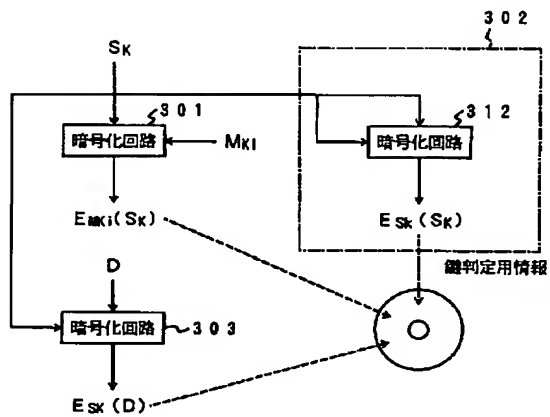 302
SK
301
暗号化回路
MKi
312
暗号化回路
EMKi(SK)
ESk(SK)
鍵判定用情報
D
暗号化回路
303
ESK(D)